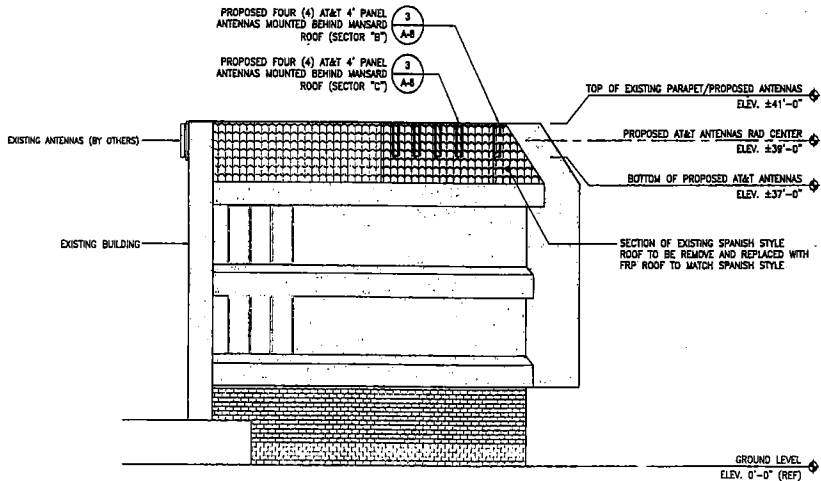 PROPOSED FOUR (4) AT&T 4' PANEL
ANTENNAS MOUNTED BEHIND MANSARD
ROOF (SECTOR "B")
3
A-6
PROPOSED FOUR (4) AT&T 4' PANEL
ANTENNAS MOUNTED BEHIND MANSARD
ROOF (SECTOR "C")
3
A-6
TOP OF EXISTING PARAPET/PROPOSED ANTENNAS
ELEV. ±41'-0"
EXISTING ANTENNAS (BY OTHERS)
PROPOSED AT&T ANTENNAS RAD CENTER
ELEV. ±39'-0"
BOTTOM OF PROPOSED AT&T ANTENNAS
ELEV. ±37'-0"
EXISTING BUILDING
SECTION OF EXISTING SPANISH STYLE
ROOF TO BE REMOVE AND REPLACED WITH
FRP ROOF TO MATCH SPANISH STYLE
GROUND LEVEL
ELEV. 0'-0" (REF)